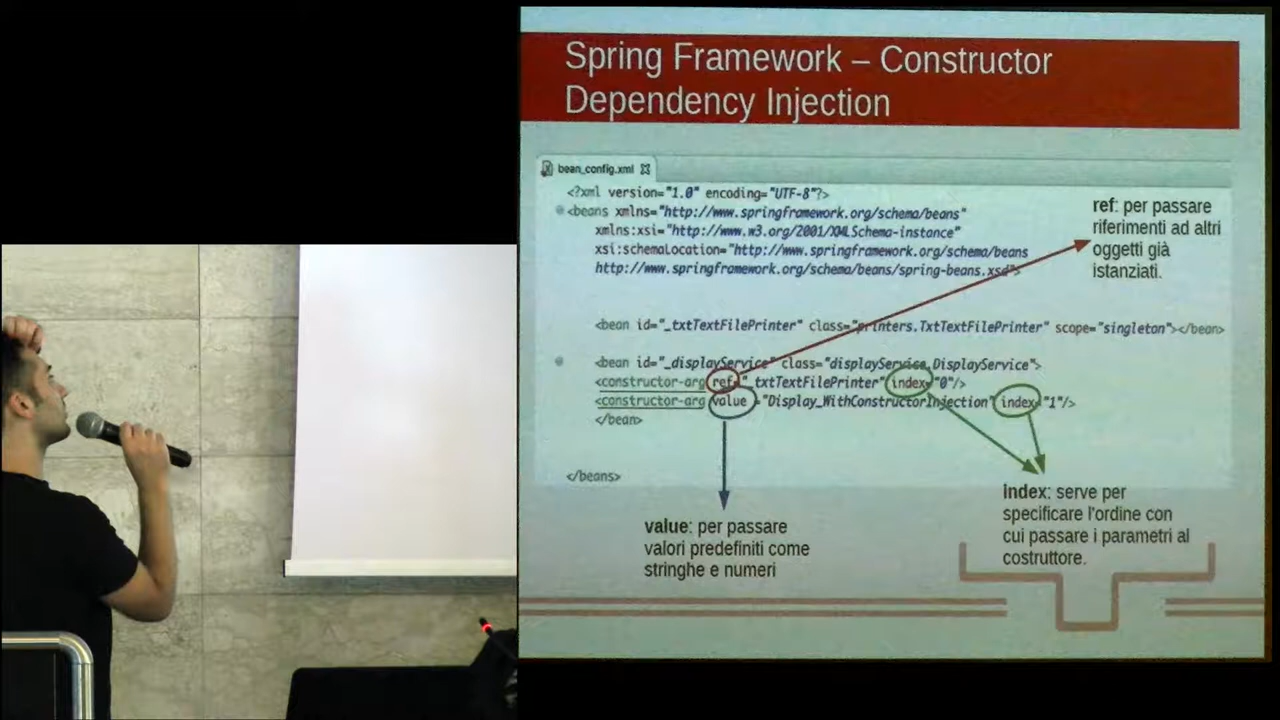 Spring Framework – Constructor
Dependency Injection
bean_config.xml
<?xml version="1.0" encoding="UTF-8"?>
<beans xmlns="http://www.springframework.org/schema/beans"
xmlns:xsi="http://www.w3.org/2001/XMLSchema-instance"
xsi:schemaLocation="http://www.springframework.org/schema/beans
http://www.springframework.org/schema/beans/spring-beans.xsd">
<bean id="_txtTextFilePrinter" class="printers.TxtTextFilePrinter" scope="singleton"></bean>
<bean id="_displayService" class="displayService.DisplayService">
<constructor-arg ref="_txtTextFilePrinter" index="0"/>
<constructor-arg value ="Display_WithConstructorInjection" index="1"/>
</bean>
</beans>
ref: per passare
riferimenti ad altri
oggetti già
istanziati.
value: per passare
valori predefiniti come
stringhe e numeri
index: serve per
specificare l'ordine con
cui passare i parametri al
costruttore.